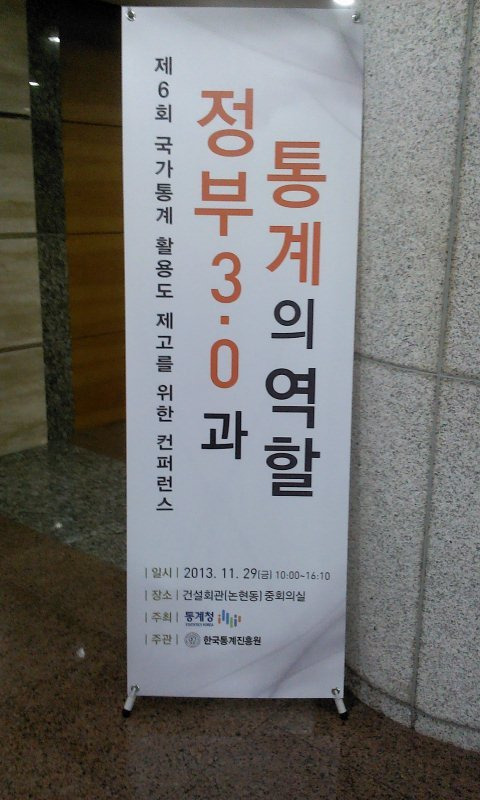 제6회 국가통계 활용도 제고를 위한 컨퍼런스
정부3.0과
통계의 역할
| 일시 | 2013. 11. 29(금) 10:00~16:10
| 장소 | 건설회관(논현동) 중회의실
| 주최 | 통계청
| 주관 | 한국통계진흥원